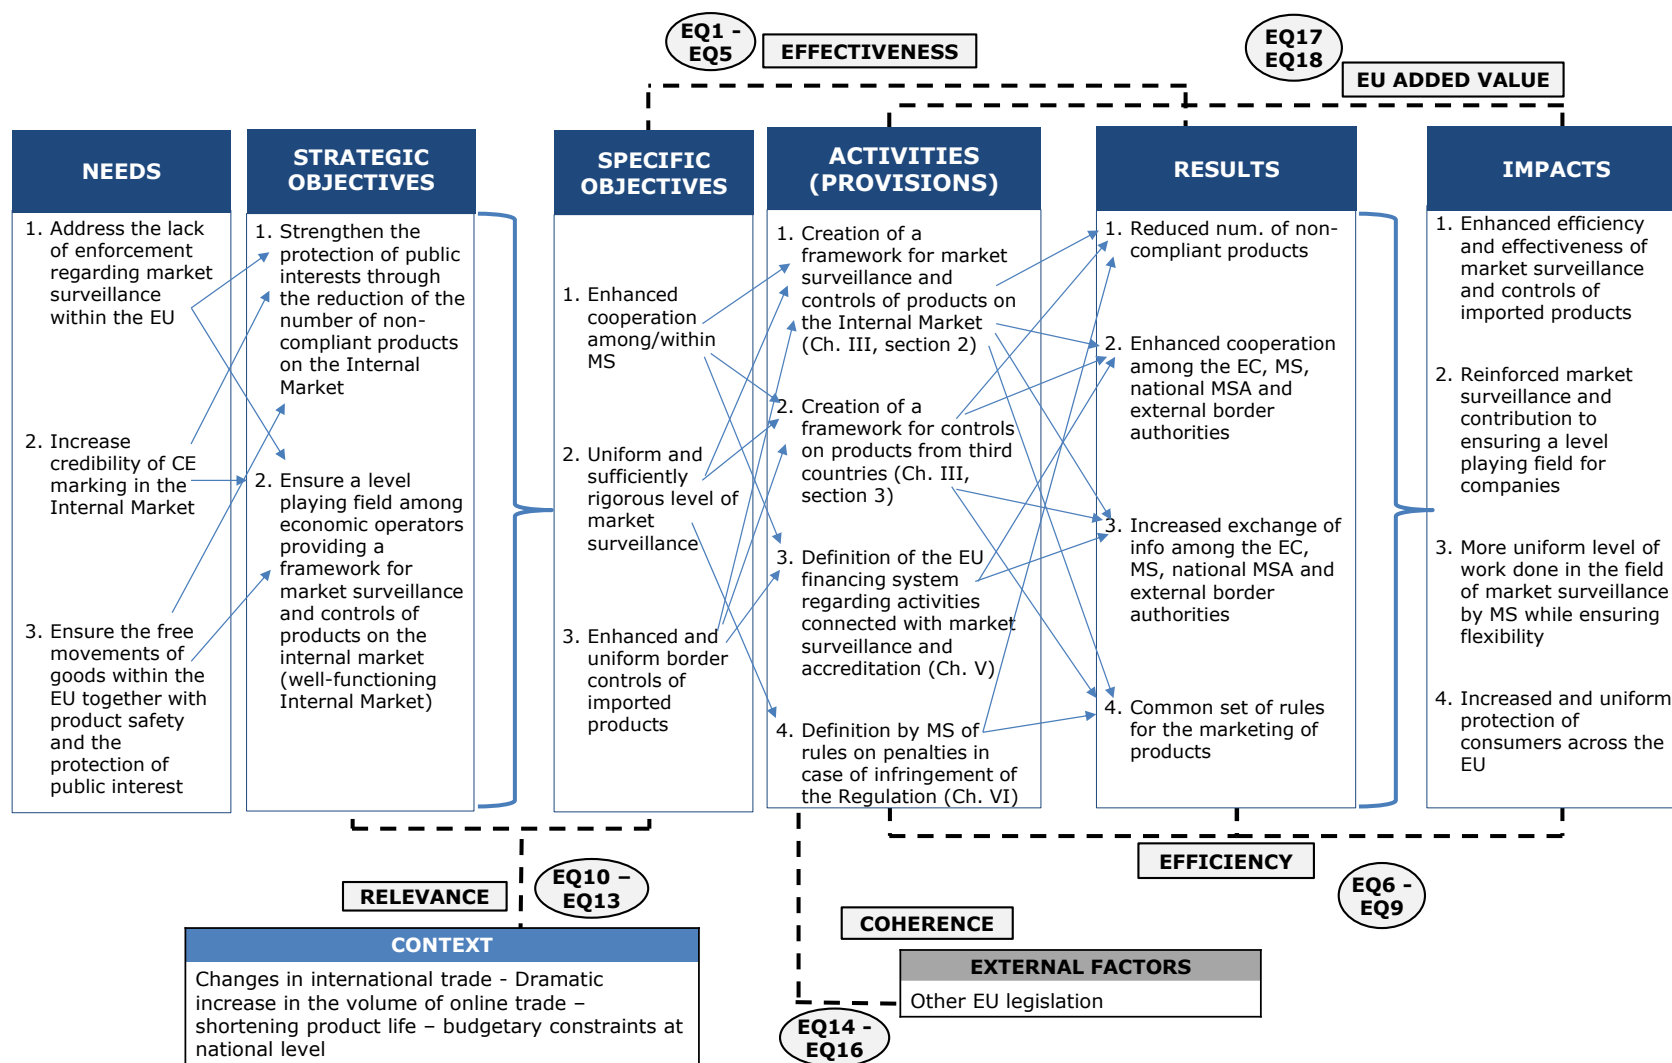 EQ1 -
EQ5
EFFECTIVENESS
EQ17
EQ18
EU ADDED VALUE
NEEDS
1. Address the lack
of enforcement
regarding market
surveillance
within the EU
2. Increase
credibility of CE
marking in the
Internal Market
3. Ensure the free
movements of
goods within the
EU together with
product safety
and the
protection of
public interest
STRATEGIC
OBJECTIVES
1. Strengthen the
protection of public
interests through
the reduction of the
number of non-
compliant products
on the Internal
Market
2. Ensure a level
playing field among
economic operators
providing a
framework for
market surveillance
and controls of
products on the
internal market
(well-functioning
Internal Market)
SPECIFIC
OBJECTIVES
1. Enhanced
cooperation
among/within
MS
2. Uniform and
sufficiently
rigorous level of
market
surveillance
3. Enhanced and
uniform border
controls of
imported
products
ACTIVITIES
(PROVISIONS)
1. Creation of a
framework for market
surveillance and
controls of products on
the Internal Market
(Ch. III, section 2)
2. Creation of a
framework for controls
on products from third
countries (Ch. III,
section 3)
3. Definition of the EU
financing system
regarding activities
connected with market
surveillance and
accreditation (Ch. V)
4. Definition by MS of
rules on penalties in
case of infringement of
the Regulation (Ch. VI)
RESULTS
1. Reduced num. of non-
compliant products
2. Enhanced cooperation
among the EC, MS,
national MSA and
external border
authorities
3. Increased exchange of
info among the EC,
MS, national MSA and
external border
authorities
4. Common set of rules
for the marketing of
products
IMPACTS
1. Enhanced efficiency
and effectiveness of
market surveillance
and controls of
imported products
2. Reinforced market
surveillance and
contribution to
ensuring a level
playing field for
companies
3. More uniform level of
work done in the field
of market surveillance
by MS while ensuring
flexibility
4. Increased and uniform
protection of
consumers across the
EU
RELEVANCE
EQ10 –
EQ13
EFFICIENCY
EQ6 -
EQ9
COHERENCE
EQ14 -
EQ16
CONTEXT
Changes in international trade - Dramatic
increase in the volume of online trade –
shortening product life – budgetary constraints at
national level
EXTERNAL FACTORS
Other EU legislation